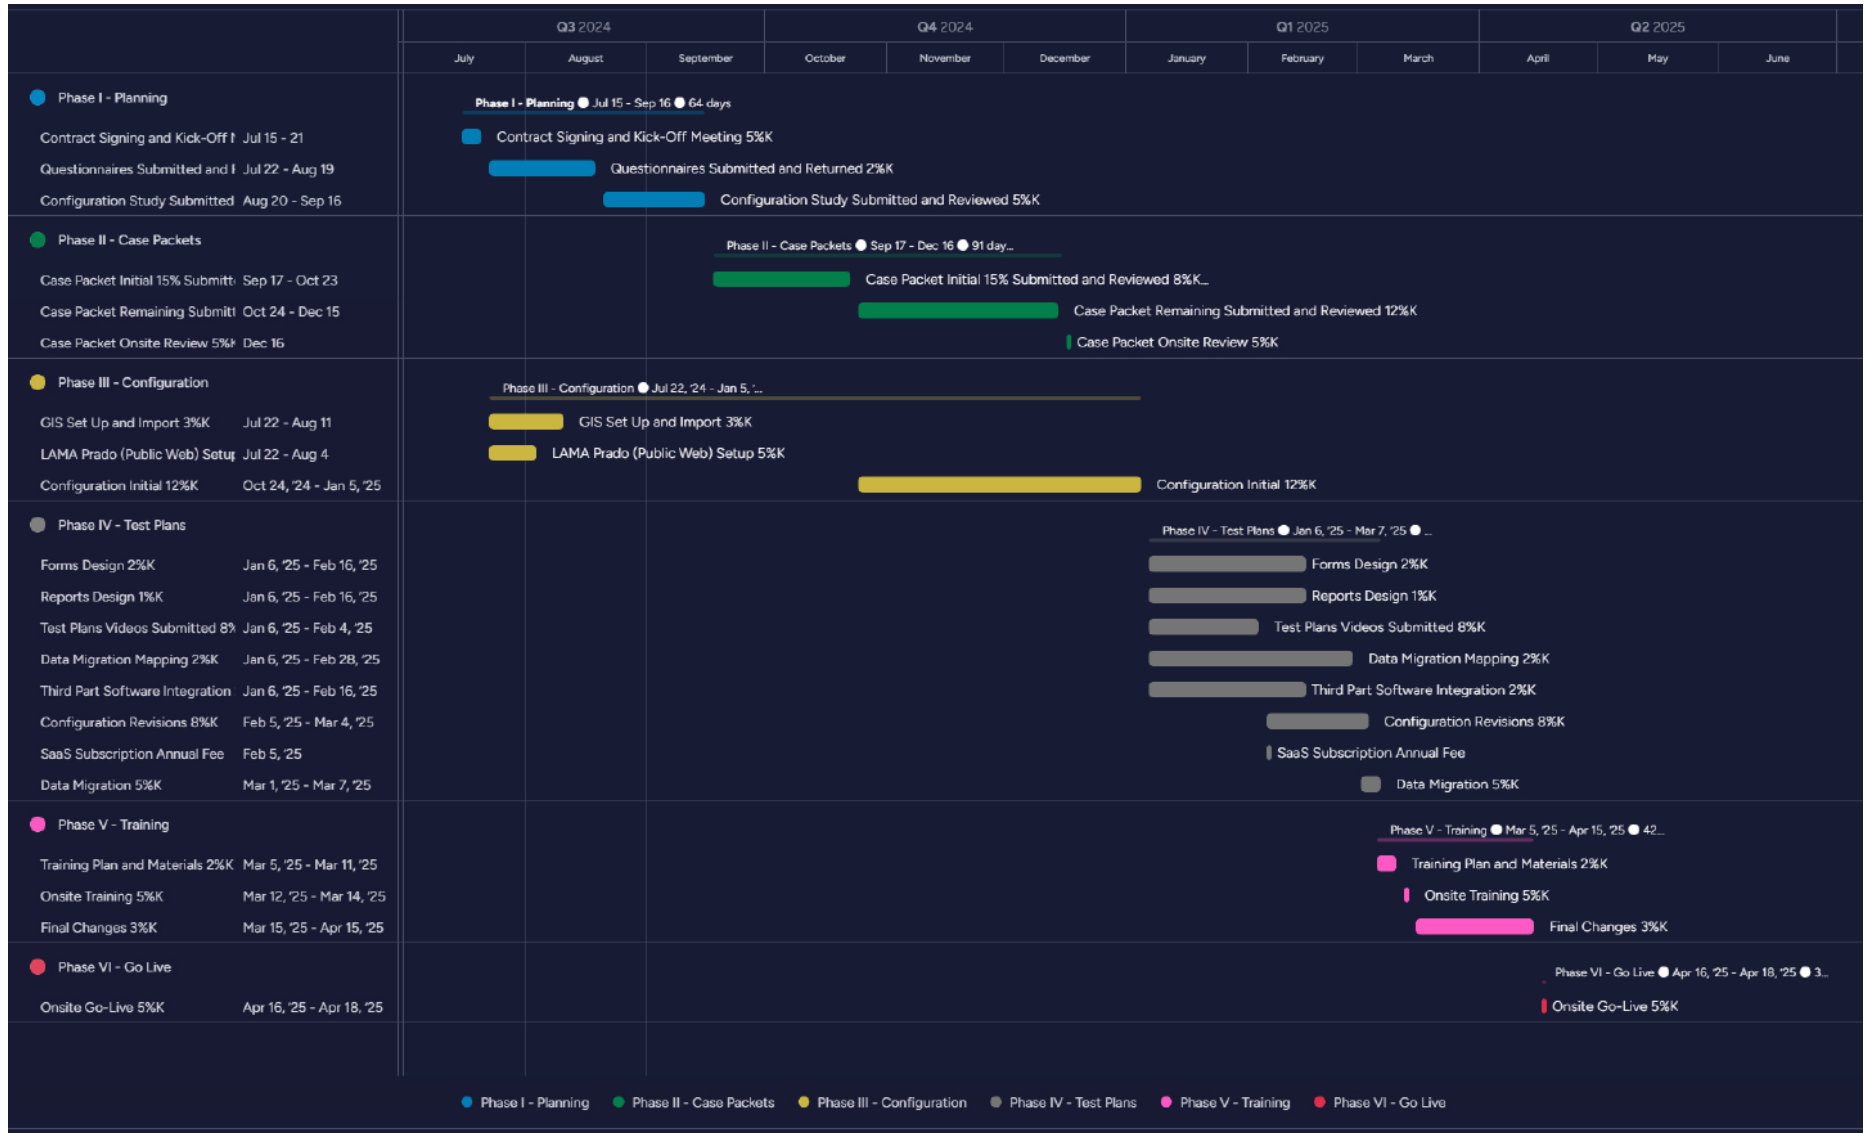 Q3 2024 Q4 2024 Q1 2025 Q2 2025
July August September October November December January February March April May June
Phase I - Planning
Phase I - Planning ● Jul 15 - Sep 16 ● 64 days
Contract Signing and Kick-Off M Jul 15 - 21 Contract Signing and Kick-Off Meeting 5%K
Questionnaires Submitted and R Jul 22 - Aug 19 Questionnaires Submitted and Returned 2%K
Configuration Study Submitted Aug 20 - Sep 16 Configuration Study Submitted and Reviewed 5%K
Phase II - Case Packets
Phase II - Case Packets ● Sep 17 - Dec 16 ● 91 day...
Case Packet Initial 15% Submitt Sep 17 - Oct 23 Case Packet Initial 15% Submitted and Reviewed 8%K...
Case Packet Remaining Submitt Oct 24 - Dec 15 Case Packet Remaining Submitted and Reviewed 12%K
Case Packet Onsite Review 5%K Dec 16 Case Packet Onsite Review 5%K
Phase III - Configuration
Phase III - Configuration ● Jul 22, '24 - Jan 5, '...
GIS Set Up and Import 3%K Jul 22 - Aug 11 GIS Set Up and Import 3%K
LAMA Prado (Public Web) Setup Jul 22 - Aug 4 LAMA Prado (Public Web) Setup 5%K
Configuration Initial 12%K Oct 24, '24 - Jan 5, '25 Configuration Initial 12%K
Phase IV - Test Plans
Phase IV - Test Plans ● Jan 6, '25 - Mar 7, '25 ● ...
Forms Design 2%K Jan 6, '25 - Feb 16, '25 Forms Design 2%K
Reports Design 1%K Jan 6, '25 - Feb 16, '25 Reports Design 1%K
Test Plans Videos Submitted 8% Jan 6, '25 - Feb 4, '25 Test Plans Videos Submitted 8%K
Data Migration Mapping 2%K Jan 6, '25 - Feb 28, '25 Data Migration Mapping 2%K
Third Part Software Integration Jan 6, '25 - Feb 16, '25 Third Part Software Integration 2%K
Configuration Revisions 8%K Feb 5, '25 - Mar 4, '25 Configuration Revisions 8%K
SaaS Subscription Annual Fee Feb 5, '25 SaaS Subscription Annual Fee
Data Migration 5%K Mar 1, '25 - Mar 7, '25 Data Migration 5%K
Phase V - Training
Phase V - Training ● Mar 5, '25 - Apr 15, '25 ● 42...
Training Plan and Materials 2%K Mar 5, '25 - Mar 11, '25 Training Plan and Materials 2%K
Onsite Training 5%K Mar 12, '25 - Mar 14, '25 Onsite Training 5%K
Final Changes 3%K Mar 15, '25 - Apr 15, '25 Final Changes 3%K
Phase VI - Go Live
Phase VI - Go Live ● Apr 16, '25 - Apr 18, '25 ● 3...
Onsite Go-Live 5%K Apr 16, '25 - Apr 18, '25 Onsite Go-Live 5%K
Phase I - Planning Phase II - Case Packets Phase III - Configuration Phase IV - Test Plans Phase V - Training Phase VI - Go Live